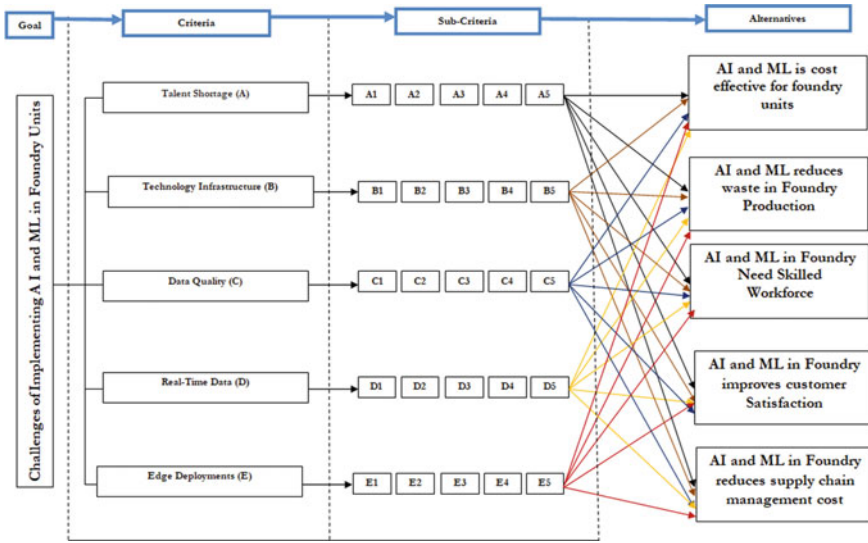 Goal
Criteria
Sub-Criteria
Alternatives
Challenges of Implementing A I and ML in Foundry Units
Talent Shortage (A)
A1 A2 A3 A4 A5
Technology Infrastructure (B)
B1 B2 B3 B4 B5
Data Quality (C)
C1 C2 C3 C4 C5
Real-Time Data (D)
D1 D2 D3 D4 D5
Edge Deployments (E)
E1 E2 E3 E4 E5
AI and ML is cost
effective for foundry
units
AI and ML reduces
waste in Foundry
Production
AI and ML in Foundry
Need Skilled
Workforce
AI and ML in Foundry
improves customer
Satisfaction
AI and ML in Foundry
reduces supply chain
management cost